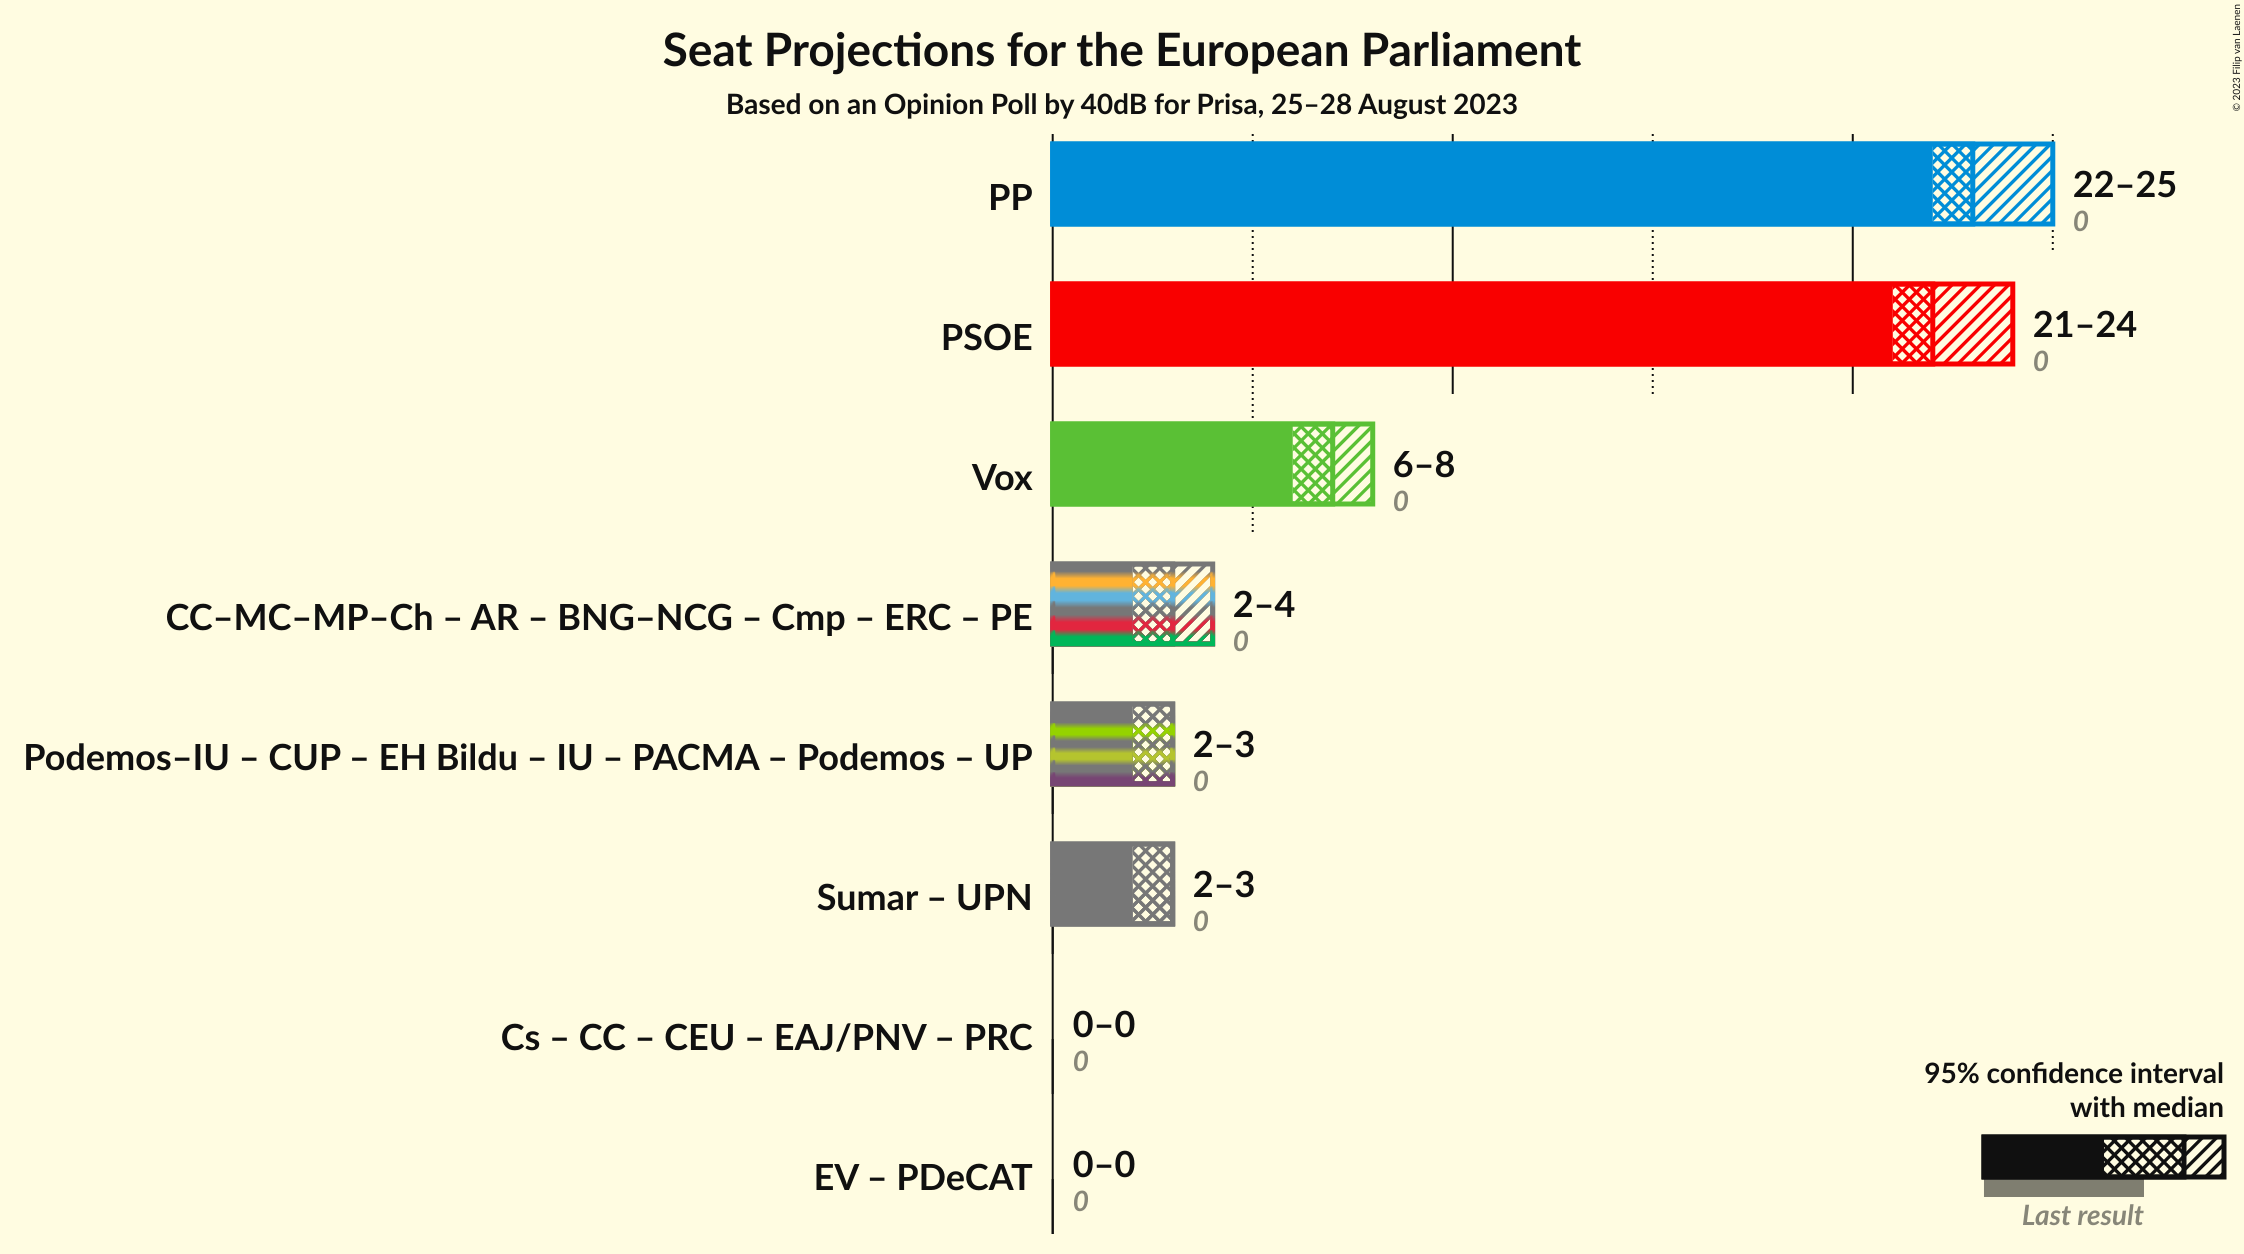 Seat Projections for the European Parliament
Based on an Opinion Poll by 40dB for Prisa, 25–28 August 2023
© 2023 Filip van Laenen
PP
22–25
0
PSOE
21–24
0
Vox
6–8
0
CC–MC–MP–Ch – AR – BNG–NCG – Cmp – ERC – PE
2–4
0
Podemos–IU – CUP – EH Bildu – IU – PACMA – Podemos – UP
2–3
0
Sumar – UPN
2–3
0
Cs – CC – CEU – EAJ/PNV – PRC
0–0
0
EV – PDeCAT
0–0
0
95% confidence interval
with median
Last result